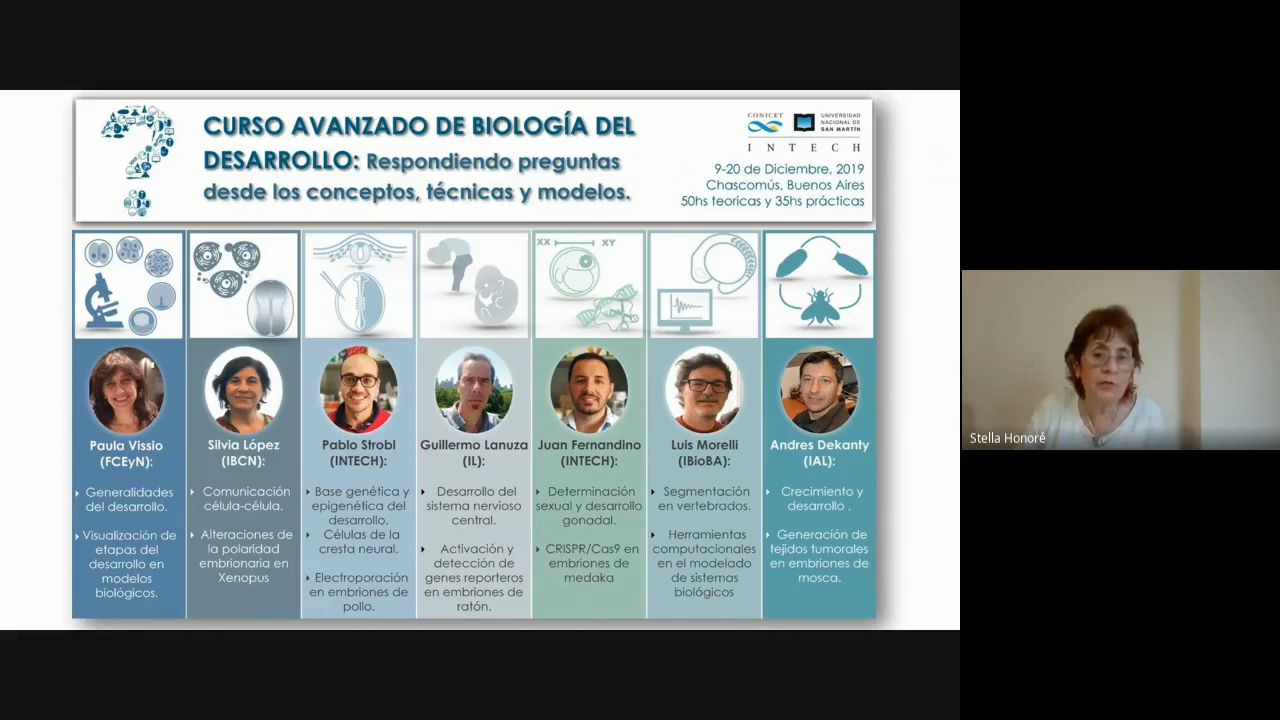 CURSO AVANZADO DE BIOLOGÍA DEL
DESARROLLO: Respondiendo preguntas
desde los conceptos, técnicas y modelos.
CONICET
UNIVERSIDAD
NACIONAL DE
SAN MARTÍN
INTECH
9-20 de Diciembre, 2019
Chascomús, Buenos Aires
50hs teoricas y 35hs prácticas
XX
XY
Paula Vissio
(FCEyN):
Generalidades
del desarrollo.
Visualización de
etapas del
desarrollo en
modelos
biológicos.
Silvia López
(IBCN):
Comunicación
célula-célula.
Alteraciones de
la polaridad
embrionaria en
Xenopus
Pablo Strobl
(INTECH):
Base genética y
epigenética del
desarrollo.
Células de la
cresta neural.
Electroporación
en embriones de
pollo.
Guillermo Lanuza
(IL):
Desarrollo del
sistema nervioso
central.
Activación y
detección de
genes reporteros
en embriones de
ratón.
Juan Fernandino
(INTECH):
Determinación
sexual y desarrollo
gonadal.
CRISPR/Cas9 en
embriones de
medaka
Luis Morelli
(IBioBA):
Segmentación
en vertebrados.
Herramientas
computacionales
en el modelado
de sistemas
biológicos
Andres Dekanty
(IAL):
Crecimiento y
desarrollo .
Generación de
tejidos tumorales
en embriones de
mosca.
Stella Honoré